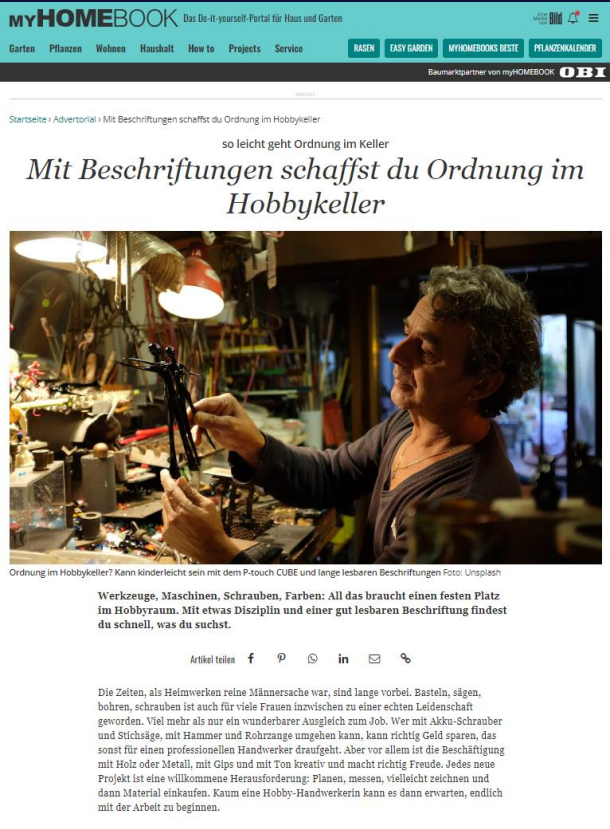 MYHOMEBOOK Das Do-it-yourself-Portal für Haus und Garten
Eine Marke von Bild
Garten Pflanzen Wohnen Haushalt How to Projects Service RASEN EASY GARDEN MYHOMEBOOKS BESTE PFLANZENKALENDER
Baumarktpartner von myHOMEBOOK OBI
Startseite › Advertorial › Mit Beschriftungen schaffst du Ordnung im Hobbykeller
so leicht geht Ordnung im Keller
Mit Beschriftungen schaffst du Ordnung im
Hobbykeller
Ordnung im Hobbykeller? Kann kinderleicht sein mit dem P-touch CUBE und lange lesbaren Beschriftungen Foto: Unsplash
Werkzeuge, Maschinen, Schrauben, Farben: All das braucht einen festen Platz
im Hobbyraum. Mit etwas Disziplin und einer gut lesbaren Beschriftung findest
du schnell, was du suchst.
Artikel teilen
Die Zeiten, als Heimwerken reine Männersache war, sind lange vorbei. Basteln, sägen,
bohren, schrauben ist auch für viele Frauen inzwischen zu einer echten Leidenschaft
geworden. Viel mehr als nur ein wunderbarer Ausgleich zum Job. Wer mit Akku-Schrauber
und Stichsäge, mit Hammer und Rohrzange umgehen kann, kann richtig Geld sparen, das
sonst für einen professionellen Handwerker draufgeht. Aber vor allem ist die Beschäftigung
mit Holz oder Metall, mit Gips und mit Ton kreativ und macht richtig Freude. Jedes neue
Projekt ist eine willkommene Herausforderung: Planen, messen, vielleicht zeichnen und
dann Material einkaufen. Kaum eine Hobby-Handwerkerin kann es dann erwarten, endlich
mit der Arbeit zu beginnen.